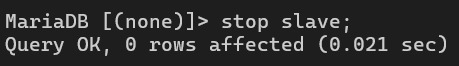 MariaDB [(none)]> stop slave;
Query OK, 0 rows affected (0.021 sec)